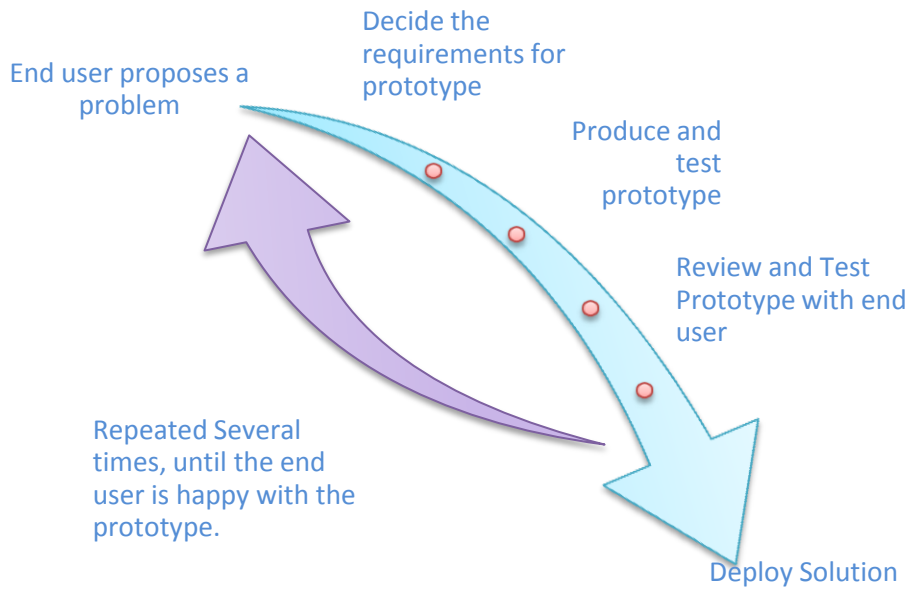 End user proposes a
problem
Decide the
requirements for
prototype
Produce and
test
prototype
Review and Test
Prototype with end
user
Repeated Several
times, until the end
user is happy with the
prototype.
Deploy Solution